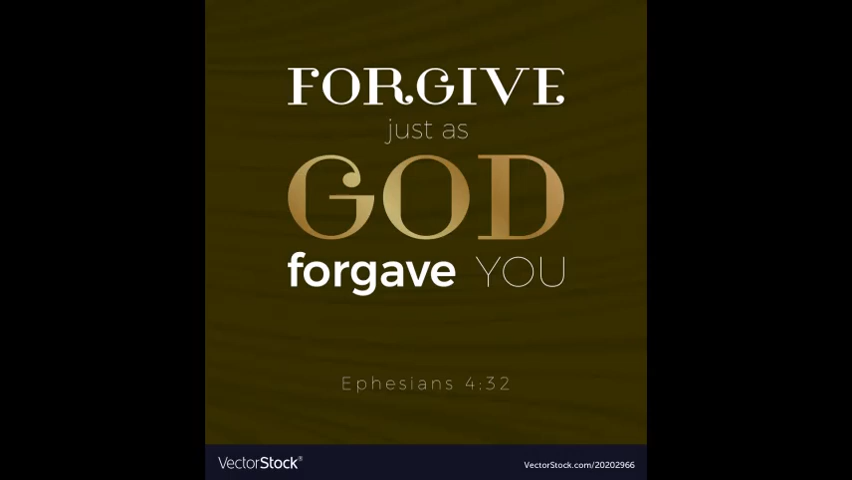 FORGIVE
just as
GOD
forgave YOU
Ephesians 4:32
VectorStock®
VectorStock.com/20202966